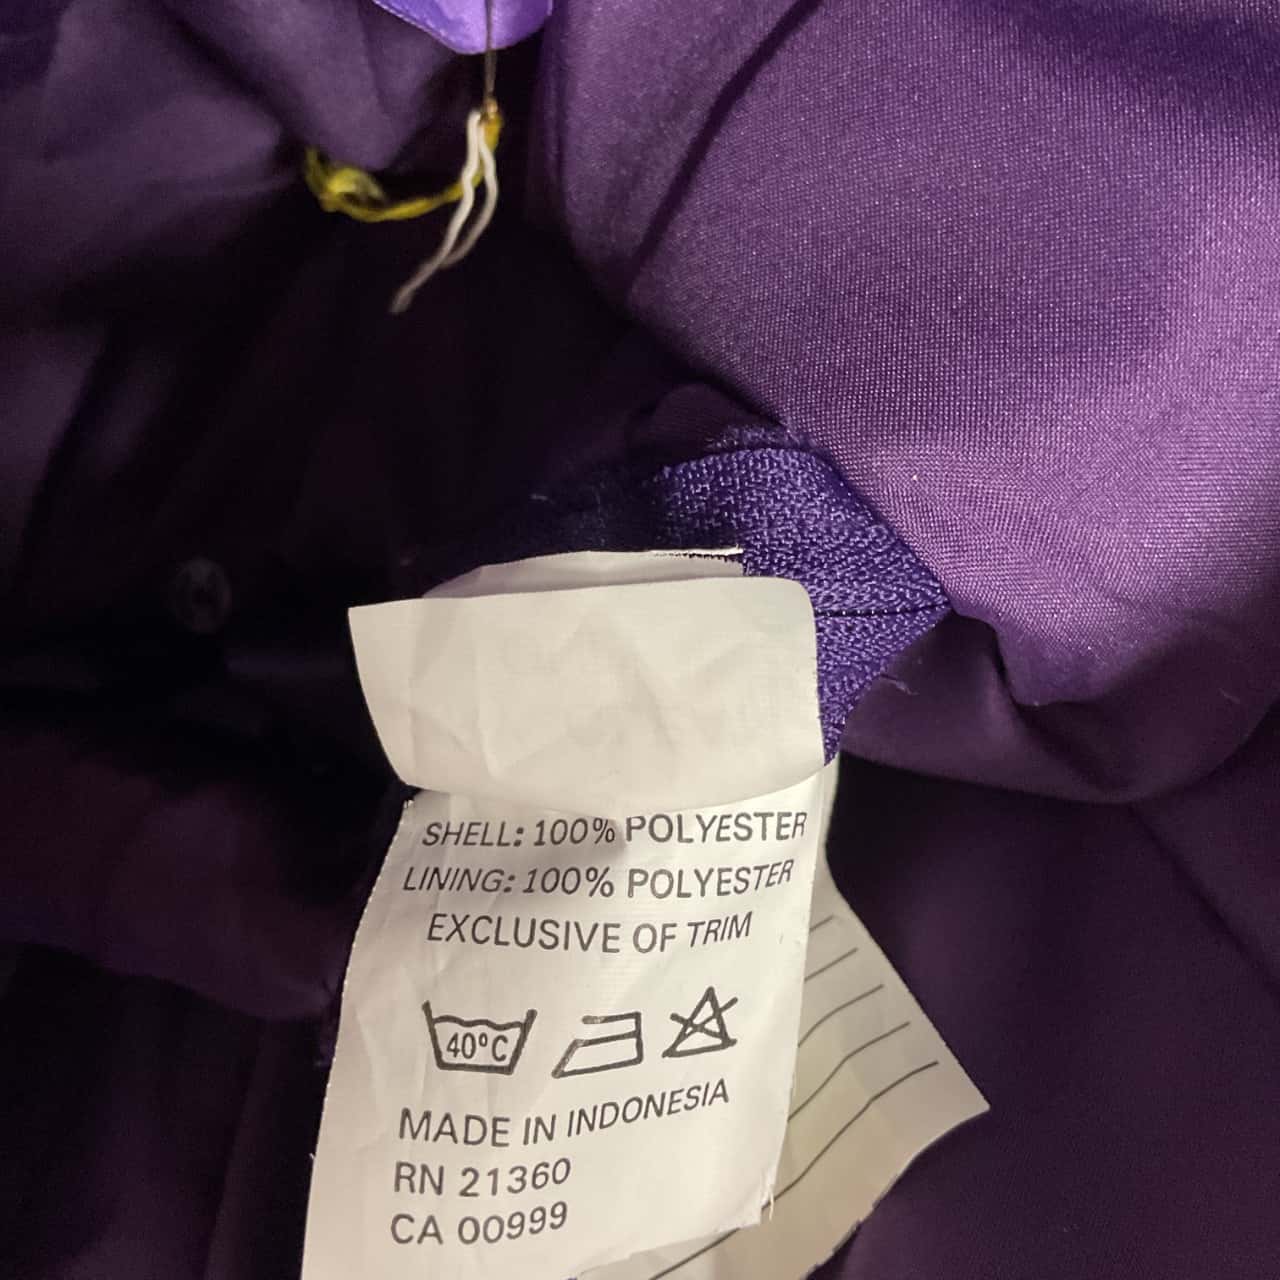 SHELL: 100% POLYESTER
LINING: 100% POLYESTER
EXCLUSIVE OF TRIM
40°C
MADE IN INDONESIA
RN 21360
CA 00999